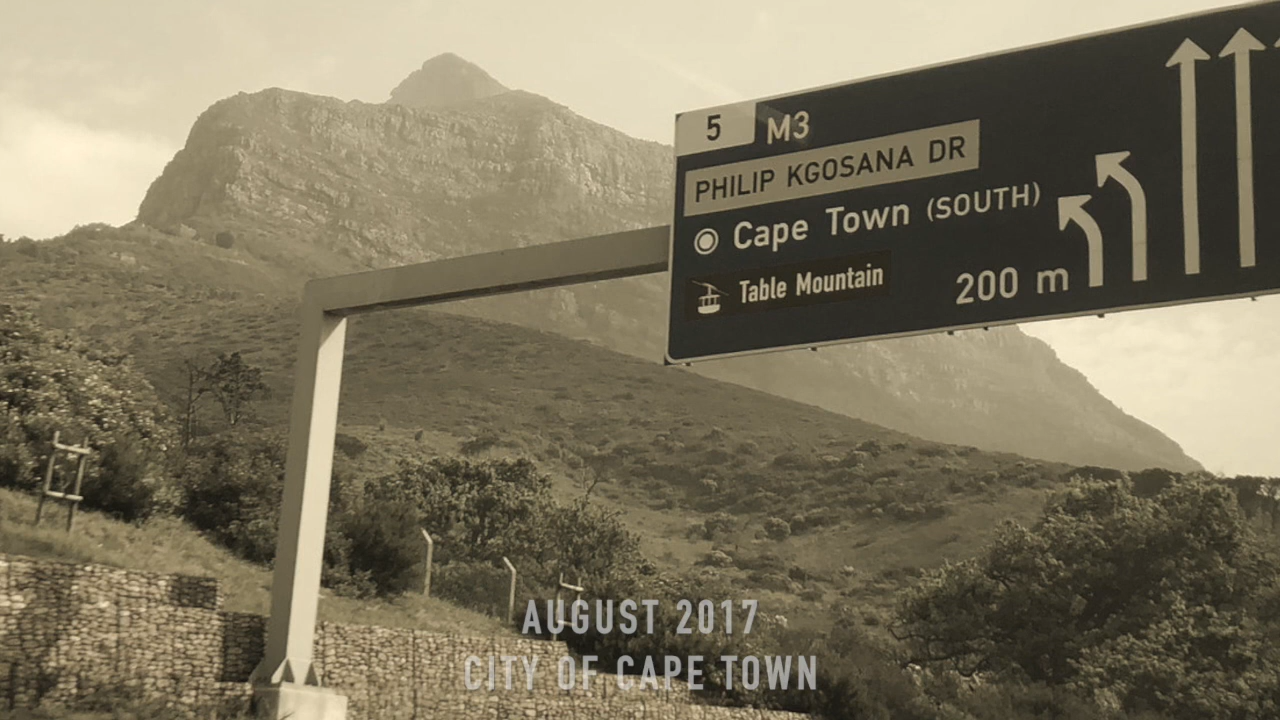 5 M3
PHILIP KGOSANA DR
Cape Town (SOUTH)
Table Mountain
200 m
AUGUST 2017
CITY OF CAPE TOWN